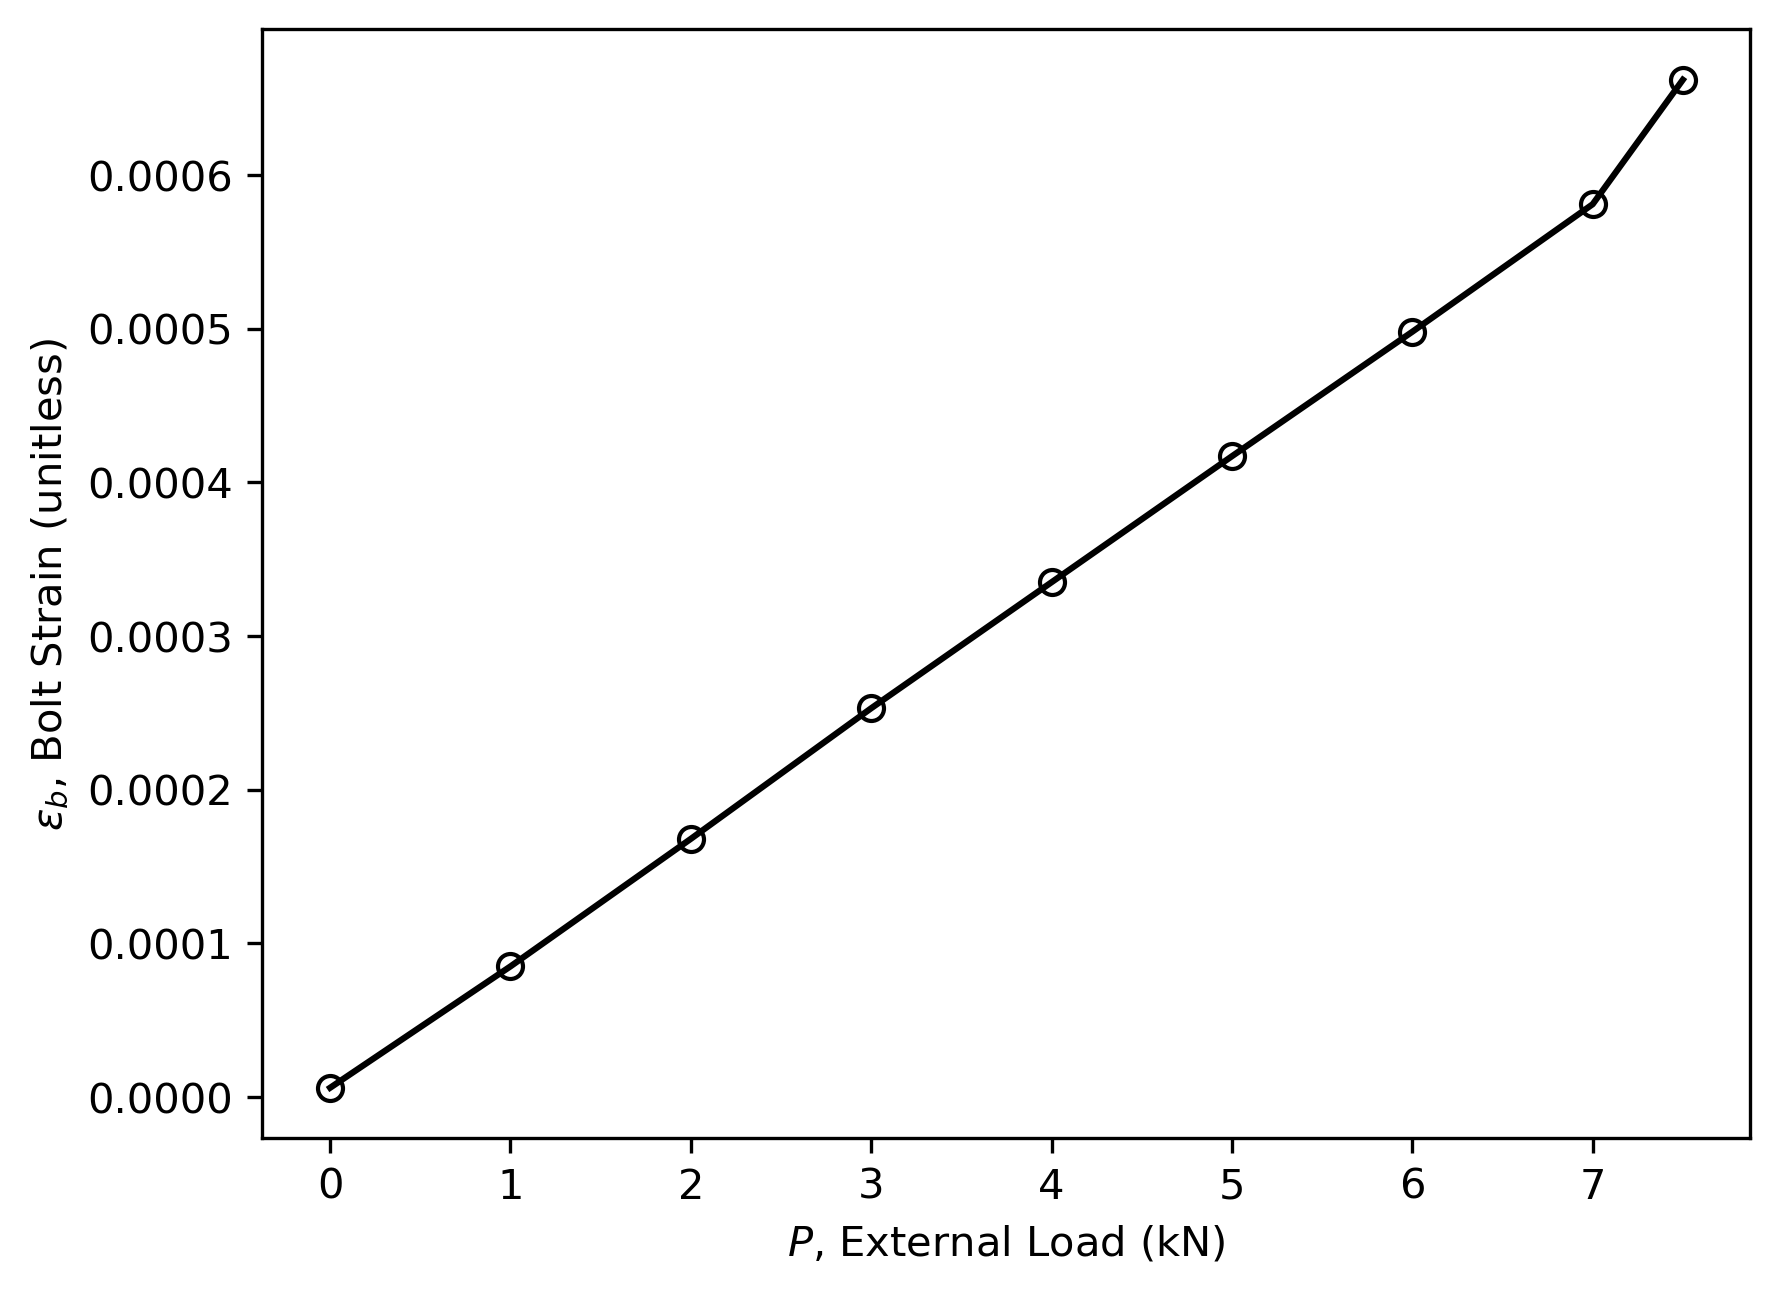 0.0006
0.0005
0.0004
0.0003
0.0002
0.0001
0.0000
ε_b, Bolt Strain (unitless)
0 1 2 3 4 5 6 7
P, External Load (kN)